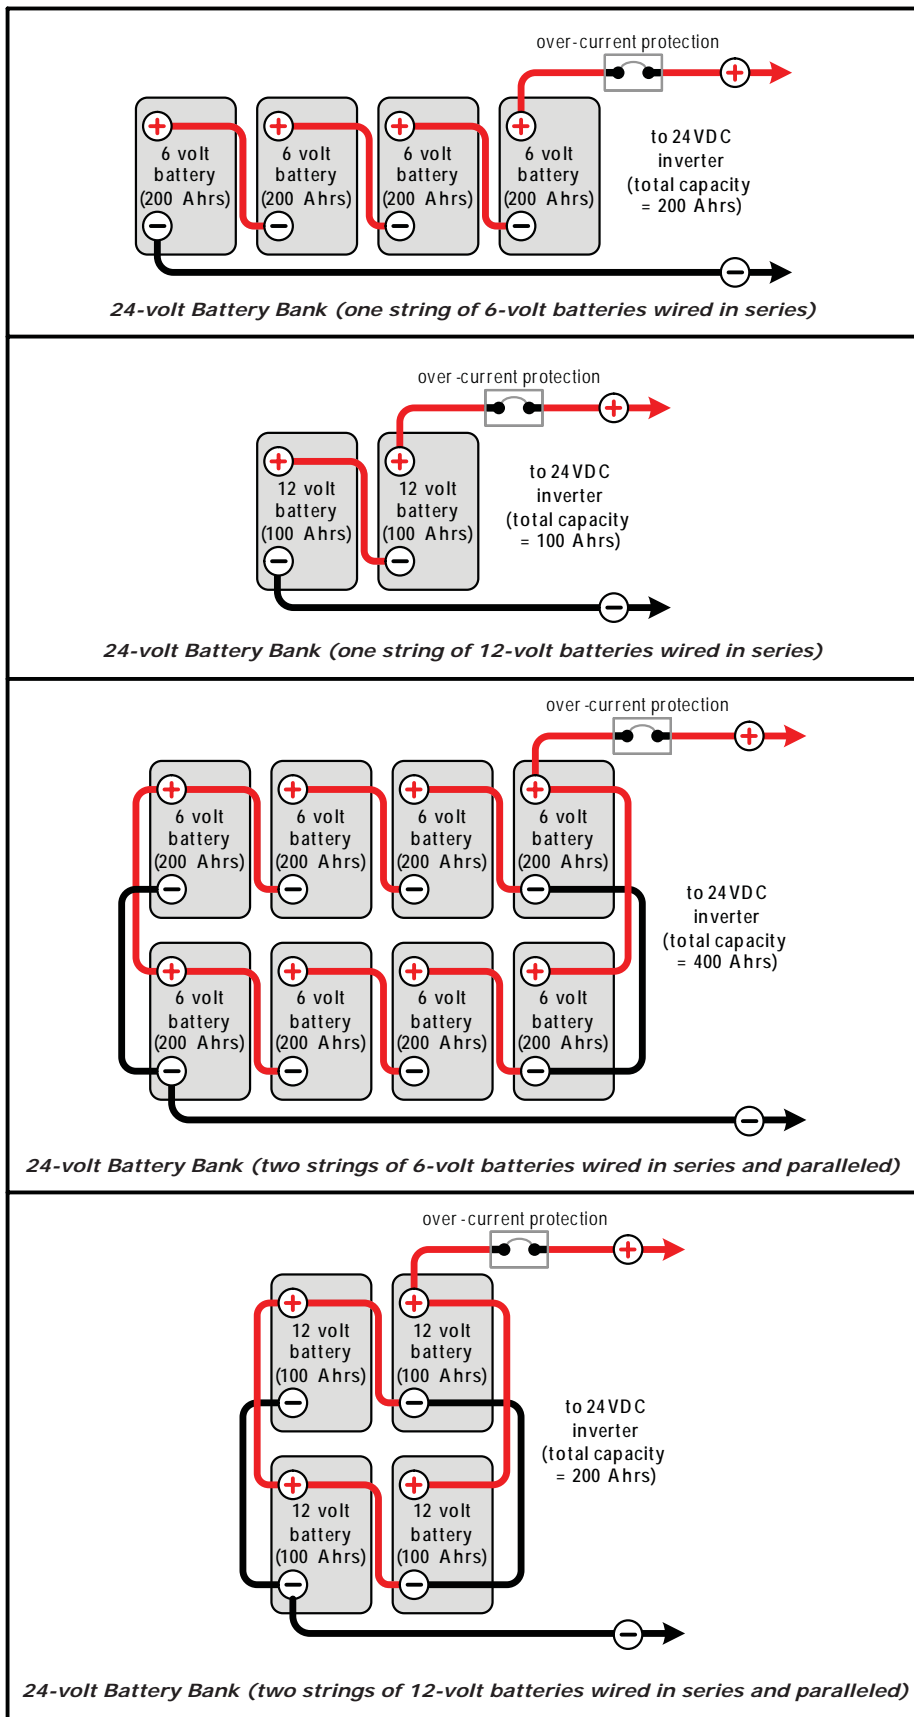 over-current protection
6 volt
battery
(200 Ahrs)
6 volt
battery
(200 Ahrs)
6 volt
battery
(200 Ahrs)
6 volt
battery
(200 Ahrs)
to 24VDC
inverter
(total capacity
= 200 Ahrs)
24-volt Battery Bank (one string of 6-volt batteries wired in series)
over-current protection
12 volt
battery
(100 Ahrs)
12 volt
battery
(100 Ahrs)
to 24VDC
inverter
(total capacity
= 100 Ahrs)
24-volt Battery Bank (one string of 12-volt batteries wired in series)
over-current protection
6 volt
battery
(200 Ahrs)
6 volt
battery
(200 Ahrs)
6 volt
battery
(200 Ahrs)
6 volt
battery
(200 Ahrs)
to 24VDC
inverter
(total capacity
= 400 Ahrs)
6 volt
battery
(200 Ahrs)
6 volt
battery
(200 Ahrs)
6 volt
battery
(200 Ahrs)
6 volt
battery
(200 Ahrs)
24-volt Battery Bank (two strings of 6-volt batteries wired in series and paralleled)
over-current protection
12 volt
battery
(100 Ahrs)
12 volt
battery
(100 Ahrs)
to 24VDC
inverter
(total capacity
= 200 Ahrs)
12 volt
battery
(100 Ahrs)
12 volt
battery
(100 Ahrs)
24-volt Battery Bank (two strings of 12-volt batteries wired in series and paralleled)